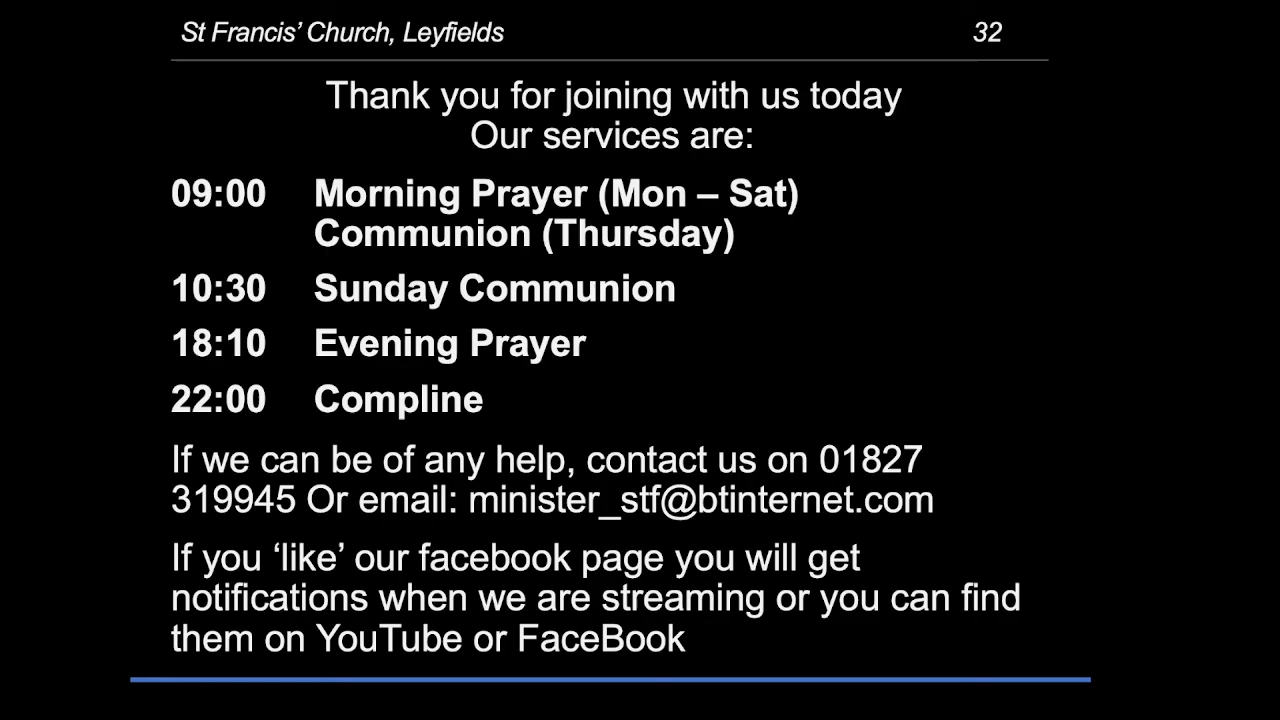 St Francis’ Church, Leyfields 32
Thank you for joining with us today
Our services are:
09:00 Morning Prayer (Mon – Sat)
Communion (Thursday)
10:30 Sunday Communion
18:10 Evening Prayer
22:00 Compline
If we can be of any help, contact us on 01827
319945 Or email: minister_stf@btinternet.com
If you ‘like’ our facebook page you will get
notifications when we are streaming or you can find
them on YouTube or FaceBook